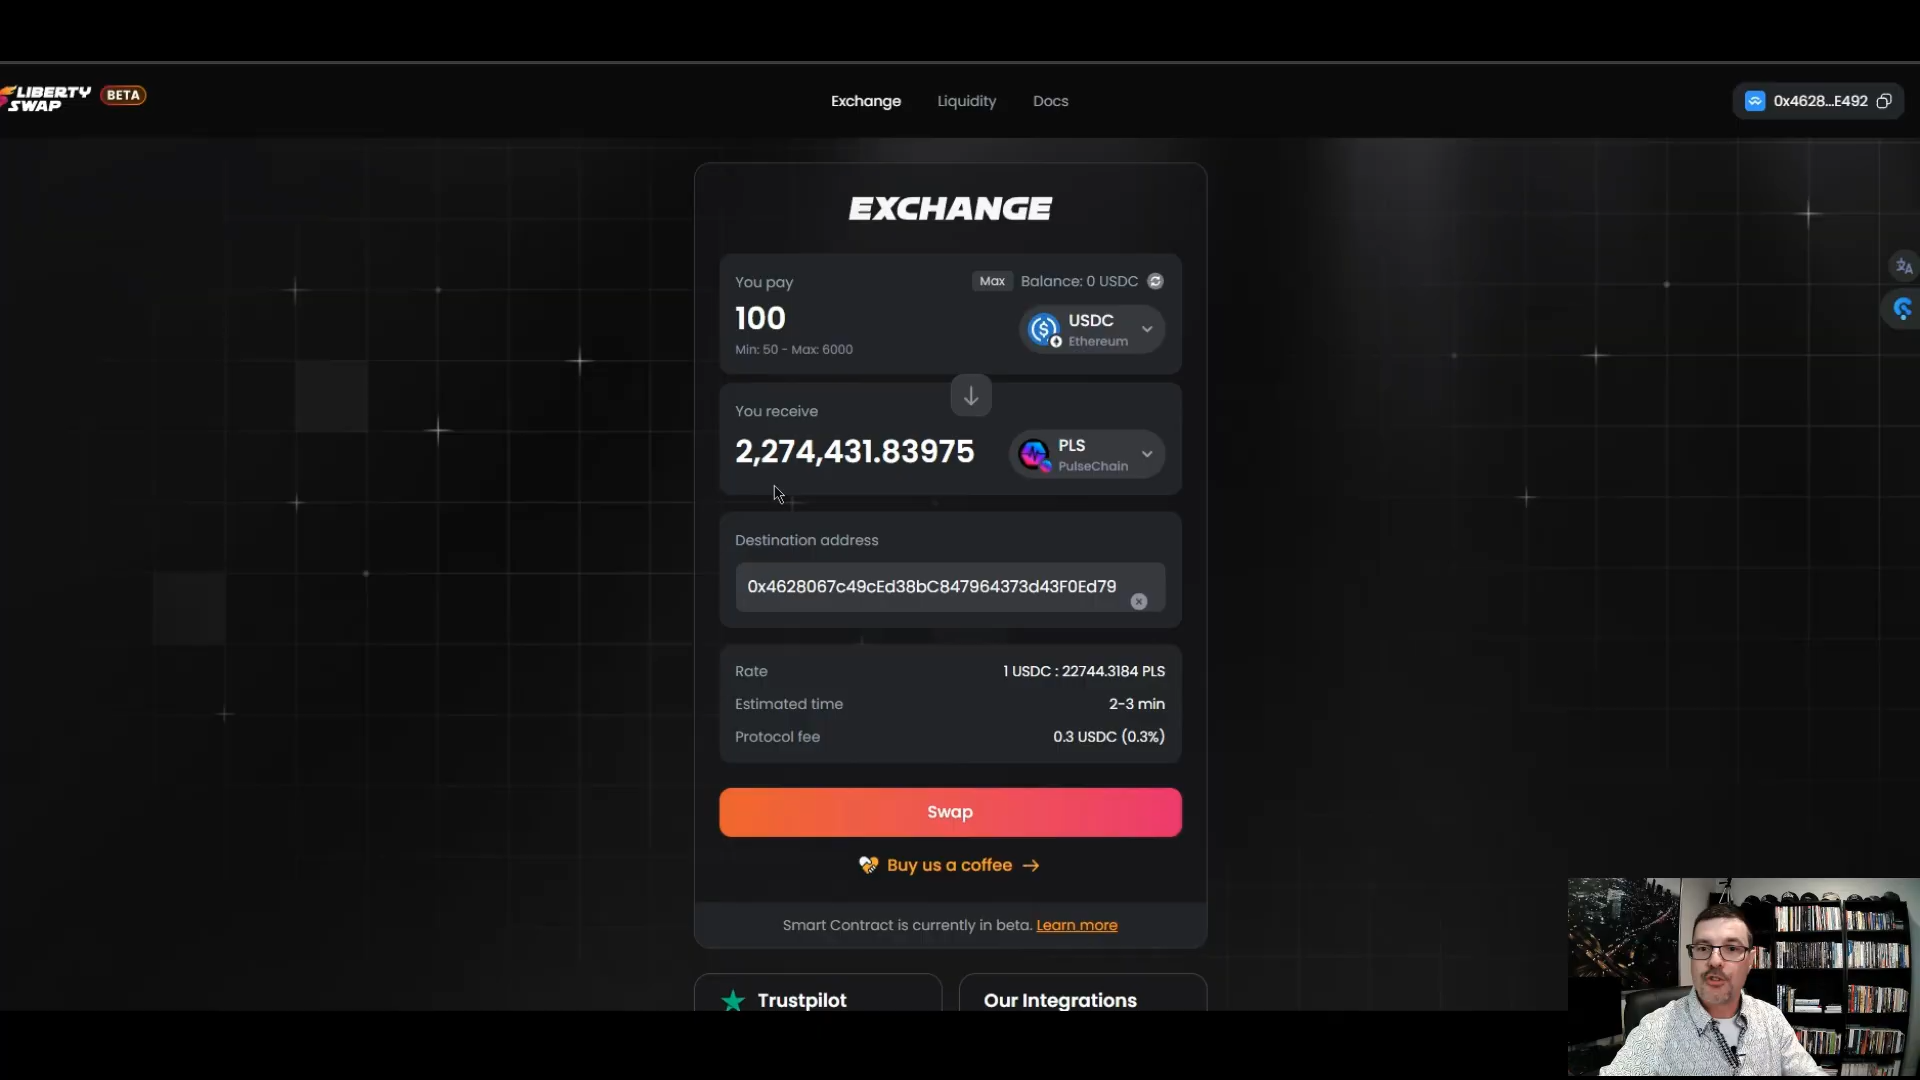 LIBERTY
SWAP
BETA
Exchange
Liquidity
Docs
0x4628...E492
EXCHANGE
You pay
Max
Balance: 0 USDC
100
USDC
Ethereum
Min: 50 - Max: 6000
You receive
2,274,431.83975
PLS
PulseChain
Destination address
0x4628067c49cEd38bC847964373d43F0Ed79
Rate
1 USDC : 22744.3184 PLS
Estimated time
2-3 min
Protocol fee
0.3 USDC (0.3%)
Swap
Buy us a coffee →
Smart Contract is currently in beta. Learn more
Trustpilot
Our Integrations